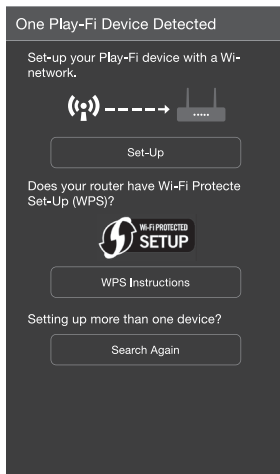 One Play-Fi Device Detected
Set-up your Play-Fi device with a Wi-
network.
Set-Up
Does your router have Wi-Fi Protecte
Set-Up (WPS)?
Wi-Fi PROTECTED
SETUP
WPS Instructions
Setting up more than one device?
Search Again